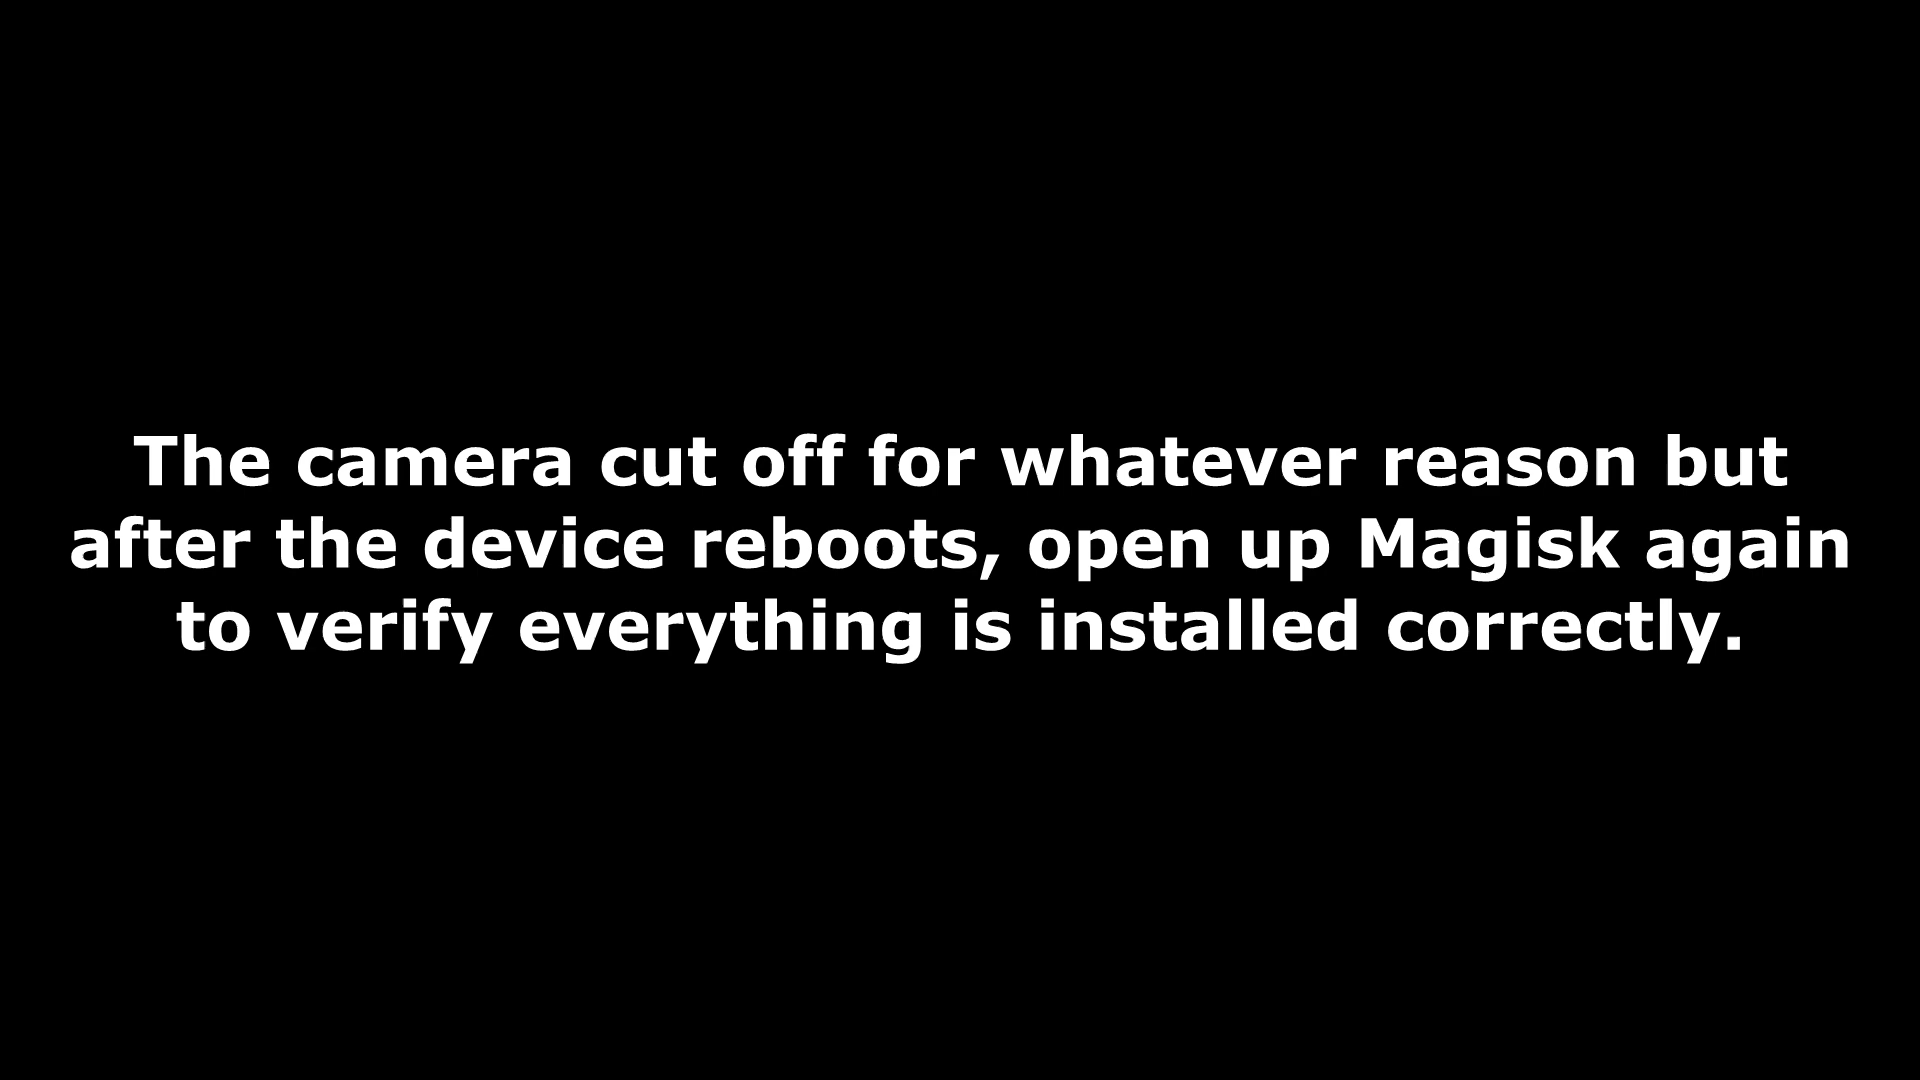 The camera cut off for whatever reason but
after the device reboots, open up Magisk again
to verify everything is installed correctly.